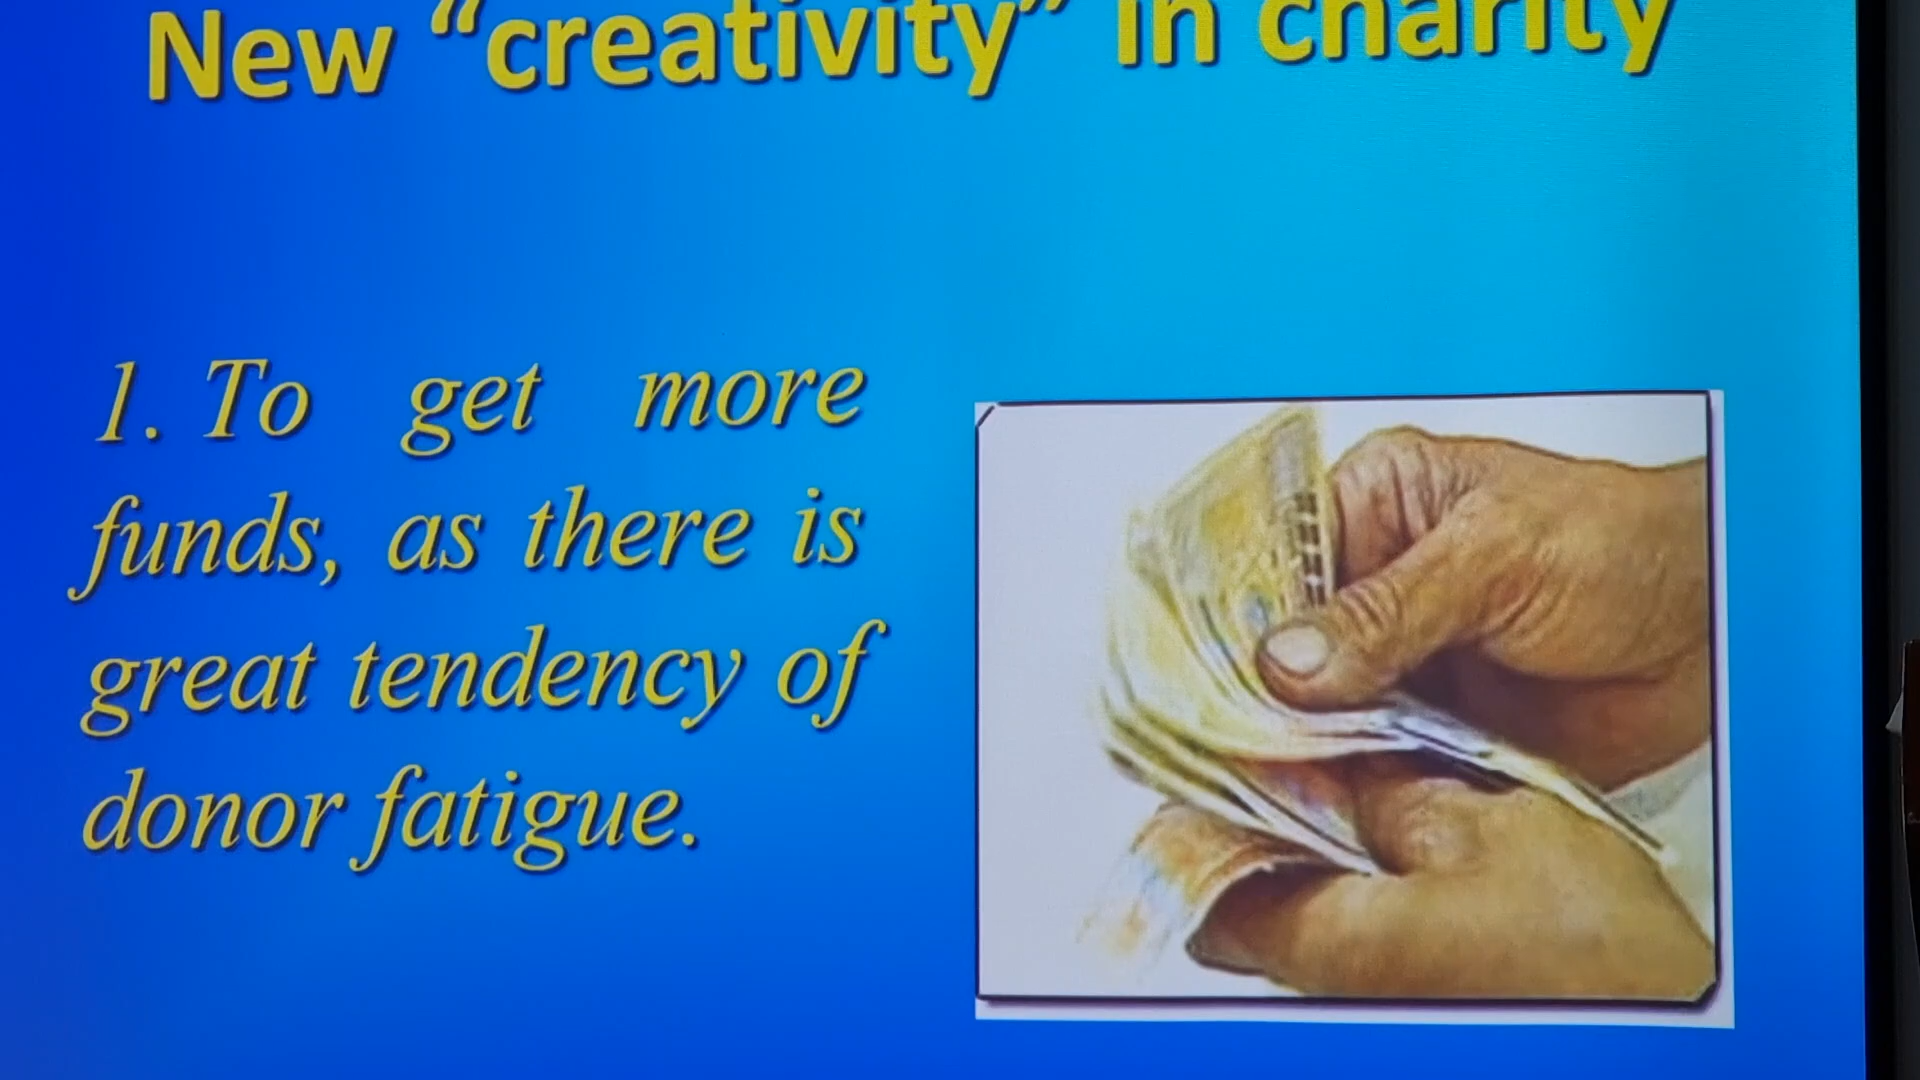 New “creativity” in charity
1. To get more
funds, as there is
great tendency of
donor fatigue.